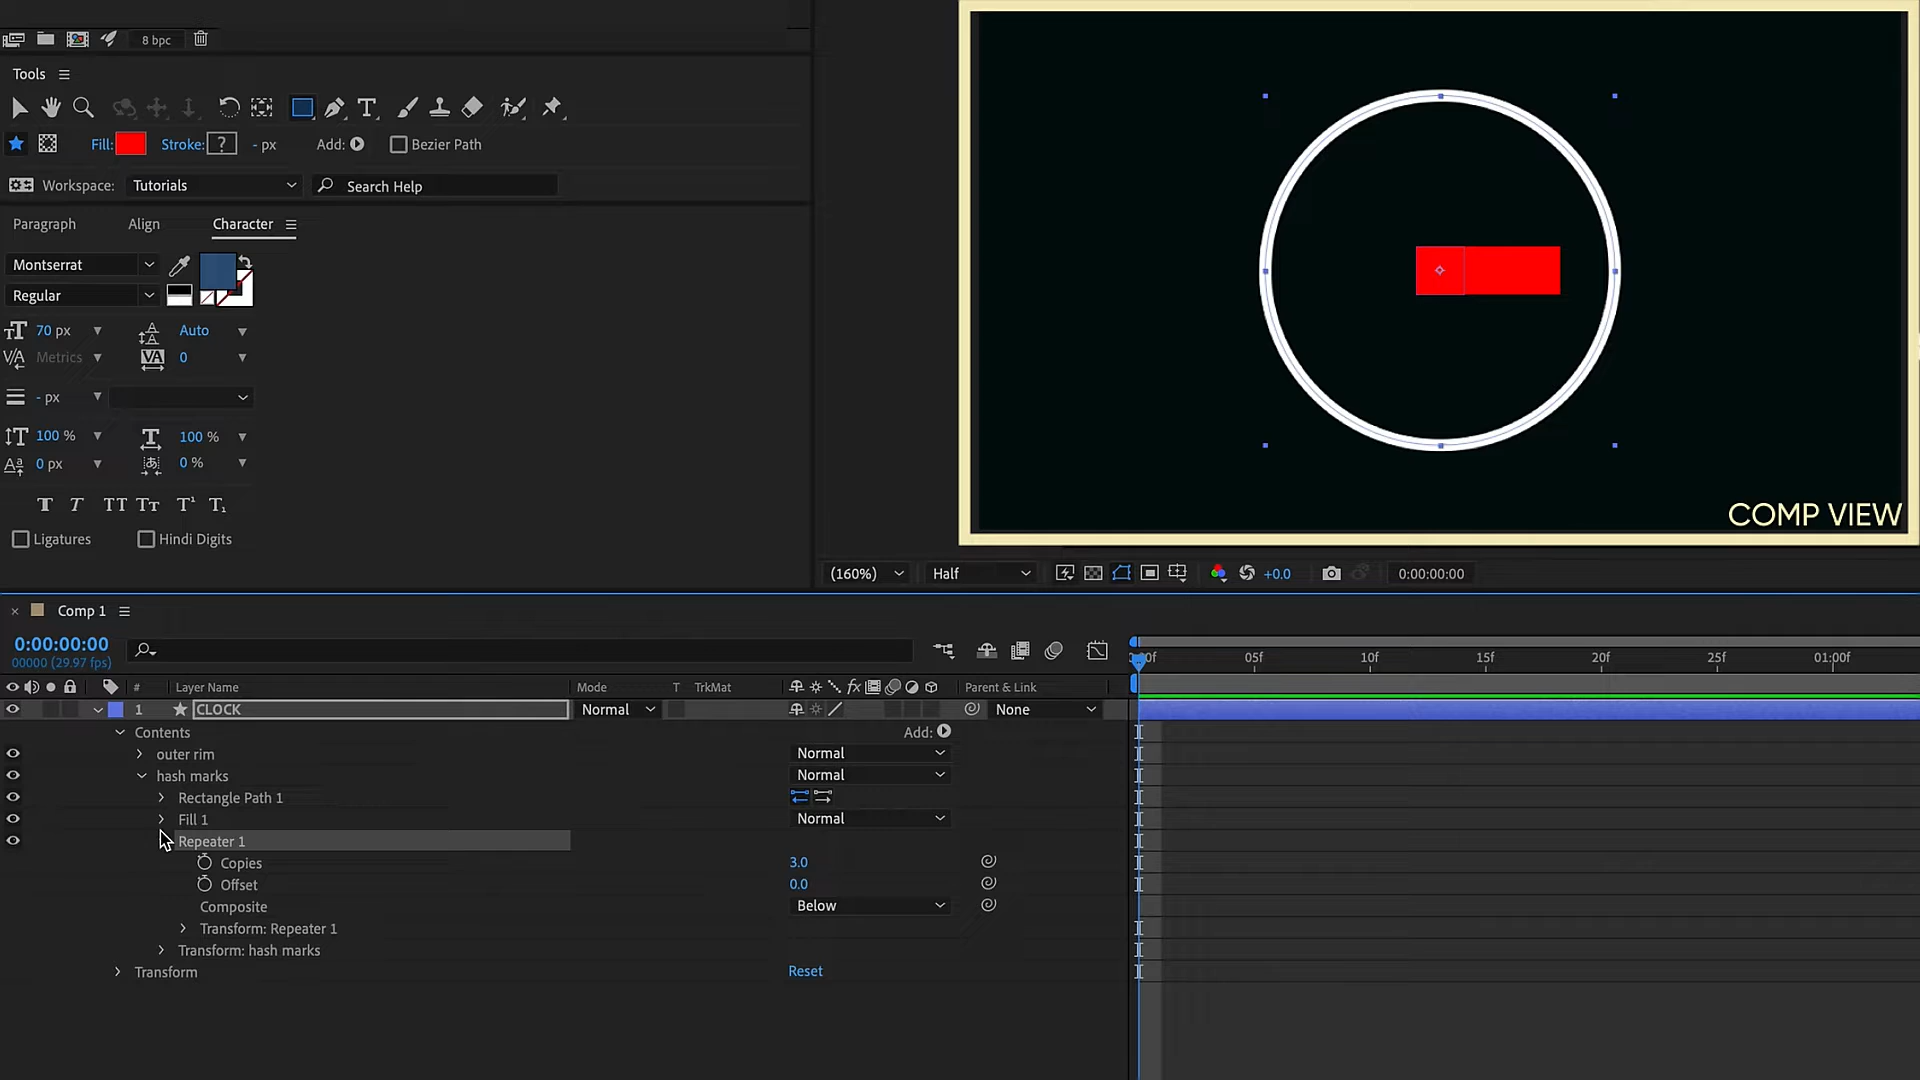 8 bpc
Tools
Fill: Stroke: ? - px Add: Bezier Path
Workspace: Tutorials Search Help
Paragraph Align Character
Montserrat
Regular
70 px Auto
Metrics 0
- px
100 % 100 %
0 px 0 %
T T TT Tt T¹ T₁
Ligatures Hindi Digits
COMP VIEW
(160%) Half +0.0 0:00:00:00
Comp 1
0:00:00:00
00000 (29.97 fps)
05f 10f 15f 20f 25f 01:00f
# Layer Name Mode T TrkMat fx Parent & Link
1 CLOCK Normal None
Contents Add:
outer rim Normal
hash marks Normal
Rectangle Path 1
Fill 1 Normal
Repeater 1
Copies 3.0
Offset 0.0
Composite Below
Transform: Repeater 1
Transform: hash marks
Transform Reset